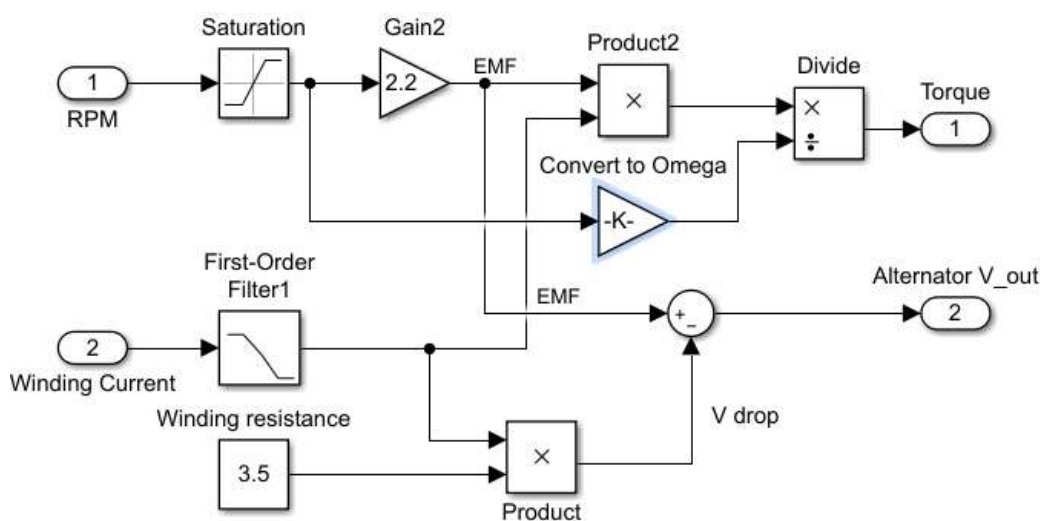 Saturation
Gain2
Product2
Divide
Torque
1
RPM
2.2
EMF
×
×
÷
1
Convert to Omega
-K-
First-Order
Filter1
EMF
+
−
Alternator V_out
2
2
Winding Current
Winding resistance
3.5
×
Product
V drop